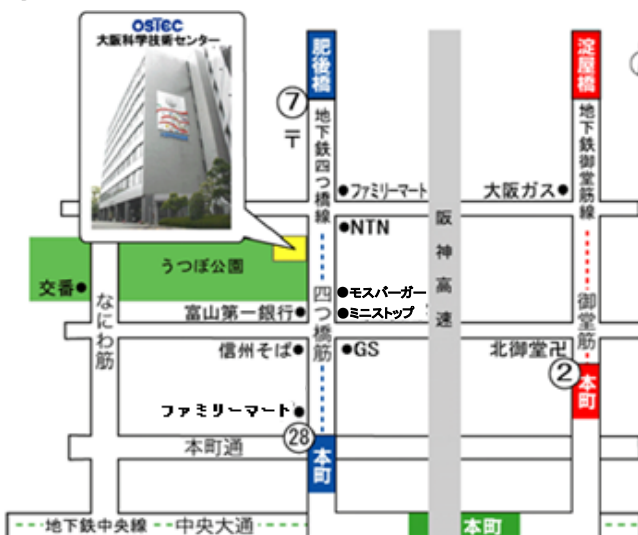 OSTEC
大阪科学技術センター
肥後橋
淀屋橋
7
〒
地下鉄四つ橋線
地下鉄御堂筋線
ファミリーマート
大阪ガス
NTN
阪神高速
うつぼ公園
交番
モスバーガー
ミニストップ
富山第一銀行
なにわ筋
四つ橋筋
御堂筋
信州そば
GS
北御堂卍
2
本町
ファミリーマート
28
本町通
本町
地下鉄中央線
中央大通
本町